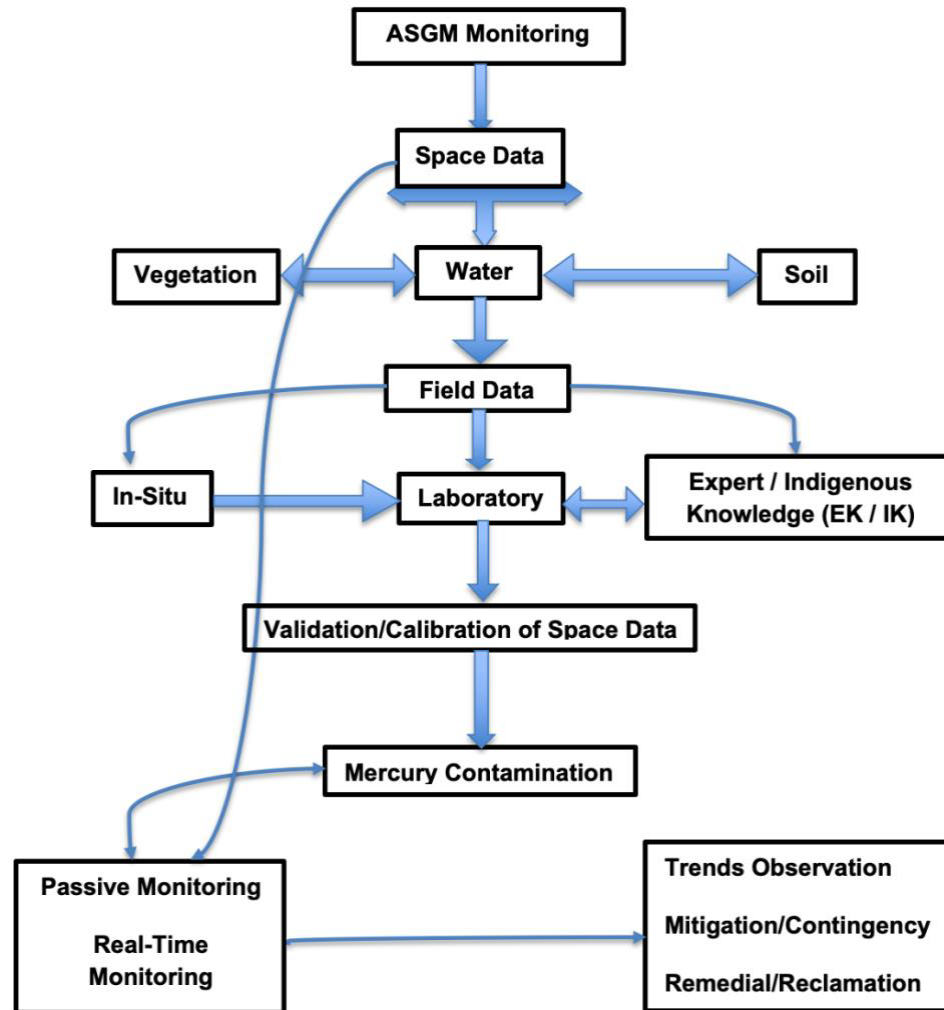 ASGM Monitoring
Space Data
Vegetation
Water
Soil
Field Data
In-Situ
Laboratory
Expert / Indigenous
Knowledge (EK / IK)
Validation/Calibration of Space Data
Mercury Contamination
Passive Monitoring
Real-Time
Monitoring
Trends Observation
Mitigation/Contingency
Remedial/Reclamation